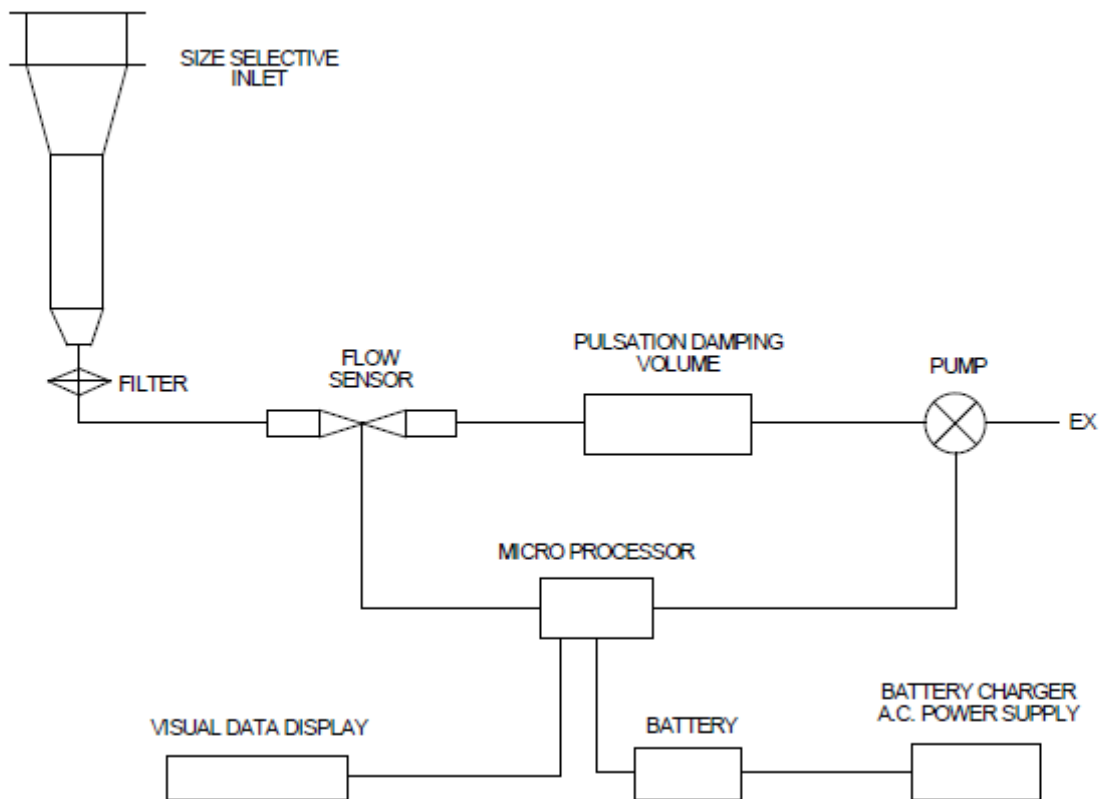 SIZE SELECTIVE
INLET
FILTER
FLOW
SENSOR
PULSATION DAMPING
VOLUME
PUMP
EX
MICRO PROCESSOR
VISUAL DATA DISPLAY
BATTERY
BATTERY CHARGER
A.C. POWER SUPPLY